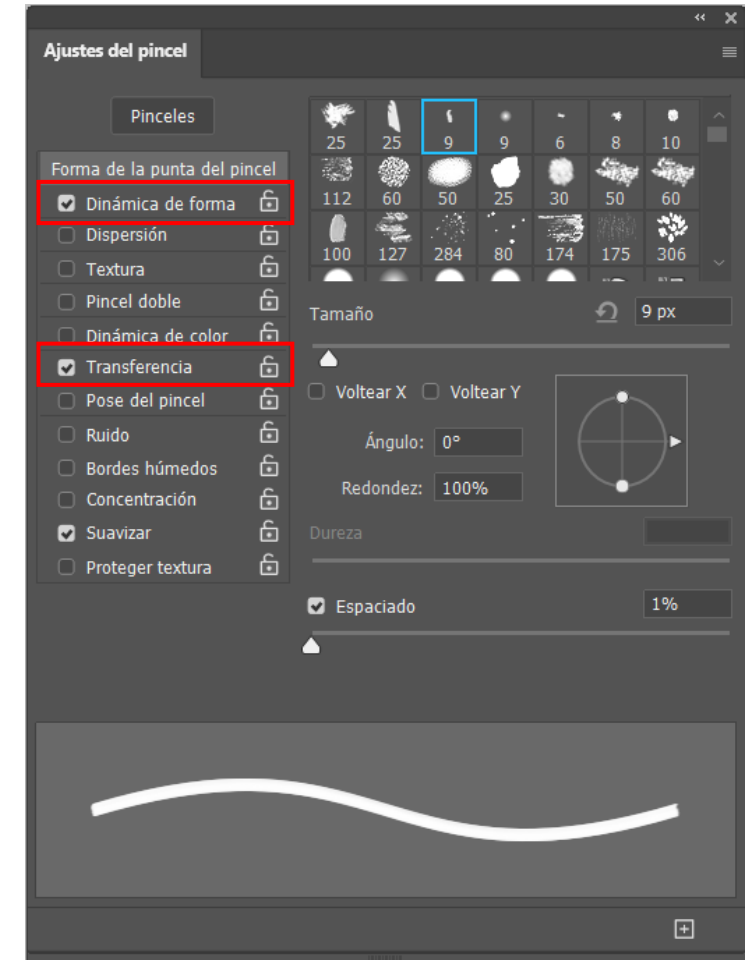 Ajustes del pincel
Pinceles
Forma de la punta del pincel
Dinámica de forma
Dispersión
Textura
Pincel doble
Dinámica de color
Transferencia
Pose del pincel
Ruido
Bordes húmedos
Concentración
Suavizar
Proteger textura
25 25 9 9 6 8 10
112 60 50 25 30 50 60
100 127 284 80 174 175 306
Tamaño 9 px
Voltear X Voltear Y
Ángulo: 0°
Redondez: 100%
Dureza
Espaciado 1%